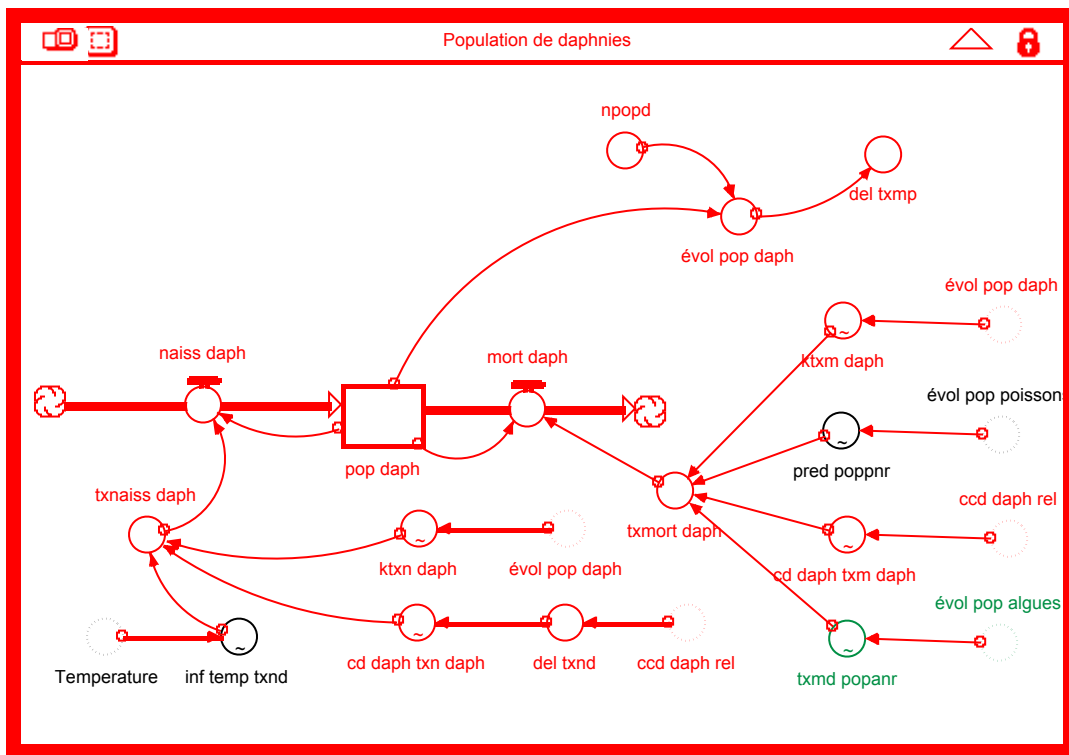 Population de daphnies
npopd
del txmp
évol pop daph
évol pop daph
naiss daph
mort daph
ktxm daph
évol pop poissons
pop daph
pred poppnr
txnaiss daph
ccd daph rel
txmort daph
ktxn daph
évol pop daph
cd daph txm daph
évol pop algues
~
~
~
~
~
~
~
cd daph txn daph
del txnd
ccd daph rel
Temperature
inf temp txnd
txmd popanr